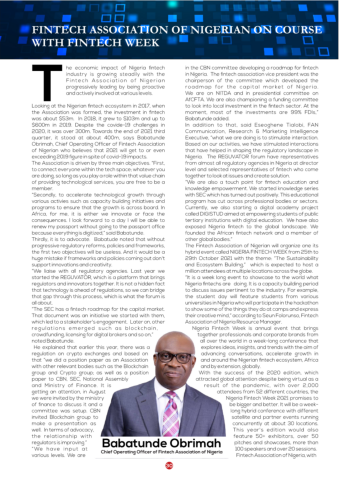 FINTECH ASSOCIATION OF NIGERIAN ON COURSE
WITH FINTECH WEEK
The economic impact of Nigeria fintech
industry is growing steadily with the
Fintech Association of Nigerian
progressively leading by being proactive
and actively involved at various levels.
Looking at the Nigerian fintech ecosystem in 2017, when
the Association was formed, the investment in fintech
was about $53m. In 2018, it grew to $103m and up to
$600m in 2019. Despite the covid-19 challenges in
2020, it was over 300m. Towards the end of 2021 third
quarter, it stood at about 400m, says Babatunde
Obrimah, Chief Operating Officer of Fintech Association
of Nigerian who believes that 2021 will get to or even
exceeding 2019 figure in spite of covid-19 impacts.
The Association is driven by three main objectives. "First,
to connect everyone within the tech space; whatever you
are doing, so long as you play a role within that value chain
of providing technological services, you are free to be a
member.
"Secondly, to accelerate technological growth through
various actives such as capacity building initiatives and
programs to ensure that the growth is across board. In
Africa, for me, it is either we innovate or face the
consequences. I look forward to a day I will be able to
renew my passport without going to the passport office
because everything is digitized," said Babatunde.
Thirdly, it is to advocate. Babatude noted that without
progressive regulatory reforms, policies and frameworks,
the first two objectives will be useless. And it would be a
huge mistake if frameworks and policies coming out don't
support innovations and creativity.
"We liaise with all regulatory agencies. Last year we
started the REGUVATOR, which is a platform that brings
regulators and innovators together. It is not a hidden fact
that technology is ahead of regulations, so we can bridge
that gap through this process, which is what the forum is
all about.
"The SEC has a fintech roadmap for the capital market.
That document was an initiative we started with them,
which led to a stakeholder's engagement. Later on, other
regulations emerged such as blockchain,
crowdfunding, licensing for digital brokers and so on,"
noted Babatunde.
He explained that earlier this year, there was a
regulation on crypto exchanges and based on
that "we did a position paper as an Association
with other relevant bodies such as the Blockchain
Group and Crypto group as well as a position
paper to CBN, SEC, National Assembly
and Ministry of Finance. It is
getting an attention, in August
we were invited by the ministry
of finance to discuss it and a
committee was setup. CBN
invited Blockchain group to
make a presentation as
well. In terms of advocacy,
the relationship with
regulators is improving."
"We have input at
various levels. We are
in the CBN committee developing a roadmap for fintech
in Nigeria. The fintech association vice president was the
chairperson of the committee which developed the
roadmap for the capital market of Nigeria.
We are on NITDA and in presidential committee on
AfCFTA. We are also championing a funding committee
to look into local investment in the fintech sector. At the
moment, most of the investments are 99% FDIs,"
Babatunde added.
In addition to that, said Eseoghene Toloki, FAN
Communication, Research & Marketing Intelligence
Executive, "what we are doing is to stimulate interaction.
Based on our activities, we have stimulated interactions
that have helped in shaping the regulatory landscape in
Nigeria. The REGUVATOR forum have representatives
from almost all regulatory agencies in Nigeria at director
level and selected representatives of fintech who come
together to look at issues and create solution.
"We are also a touch point for fintech education and
knowledge empowerment. We started knowledge series
with SEC which has turned out positively. This educational
program has cut across professional bodies or sectors.
Currently, we also starting a digital academy project
called DIGISTUD aimed at empowering students of public
tertiary institutions with digital education. We have also
exposed Nigeria fintech to the global landscape. We
founded the African fintech network and a member of
other global bodies."
The Fintech Association of Nigerian will organize and its
hybrid event called NIGERIA FINTECH WEEK from 25th to
29th October 2021 with the theme: "The Sustainability
and Ecosystem Building", which is expected to host a
million attendees at multiple locations across the globe.
"It is a week long event to showcase to the world what
Nigeria fintechs are doing. It is a capacity building period
to discuss issues pertinent to the industry. For example,
the student day will feature students from various
universities in Nigeria who will participate in the hackathon
to show some of the things they do at camps and express
their creative mind," according to Seun Folorunso, Fintech
Association of Nigeria Resource Manager.
Nigeria Fintech Week is annual event that brings
together professionals and corporate brands from
all over the world in a week-long conference that
explores ideas, insights, and trends with the aim of
advancing conversations, accelerate growth in
and around the Nigerian fintech ecosystem, Africa
and by extension, globally.
With the success of the 2020 edition, which
attracted global attention despite being virtual as a
result of the pandemic, with over 2,000
attendees from 52 different countries, the
Nigeria Fintech Week 2021 promises to
be bigger and better. It will be a week-
long hybrid conference with different
satellite and partner events running
concurrently at about 30 locations.
This year's edition would also
feature 50+ exhibitors, over 50
pitches and showcases, more than
100 speakers and over 20 sessions.
Fintech Association of Nigeria, with
Babatunde Obrimah
Chief Operating Officer of Fintech Association of Nigeria